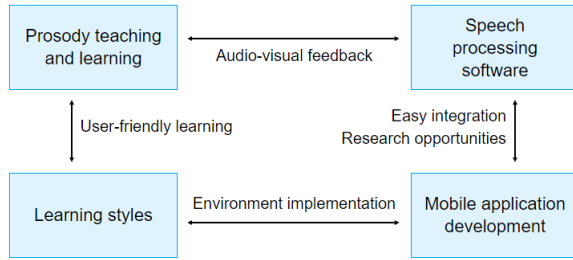 Prosody teaching
and learning
Audio-visual feedback
Speech
processing
software
User-friendly learning
Easy integration
Research opportunities
Learning styles
Environment implementation
Mobile application
development